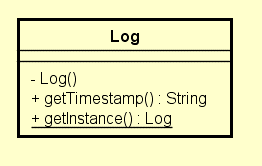 Log
- Log()
+ getTimestamp() : String
+ getInstance() : Log